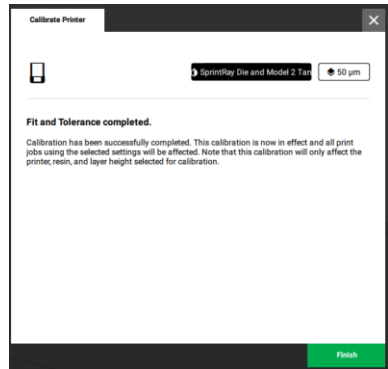 Calibrate Printer
SprintRay Die and Model 2 Tan
50 µm
Fit and Tolerance completed.
Calibration has been successfully completed. This calibration is now in effect and all print
jobs using the selected settings will be affected. Note that this calibration will only affect the
printer, resin, and layer height selected for calibration.
Finish